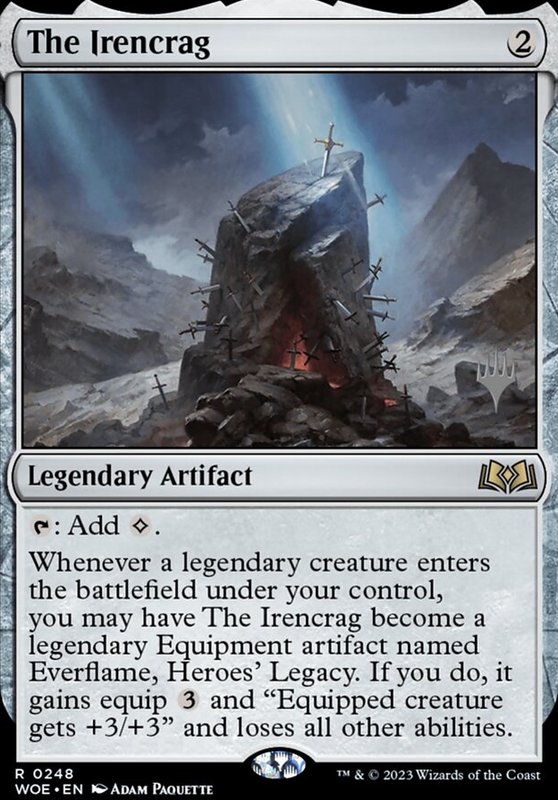 The Irencrag 2
Legendary Artifact
: Add .
Whenever a legendary creature enters
the battlefield under your control,
you may have The Irencrag become a
legendary Equipment artifact named
Everflame, Heroes’ Legacy. If you do, it
gains equip 3 and “Equipped creature
gets +3/+3” and loses all other abilities.
R 0248
WOE • EN Adam Paquette
™ & © 2023 Wizards of the Coast